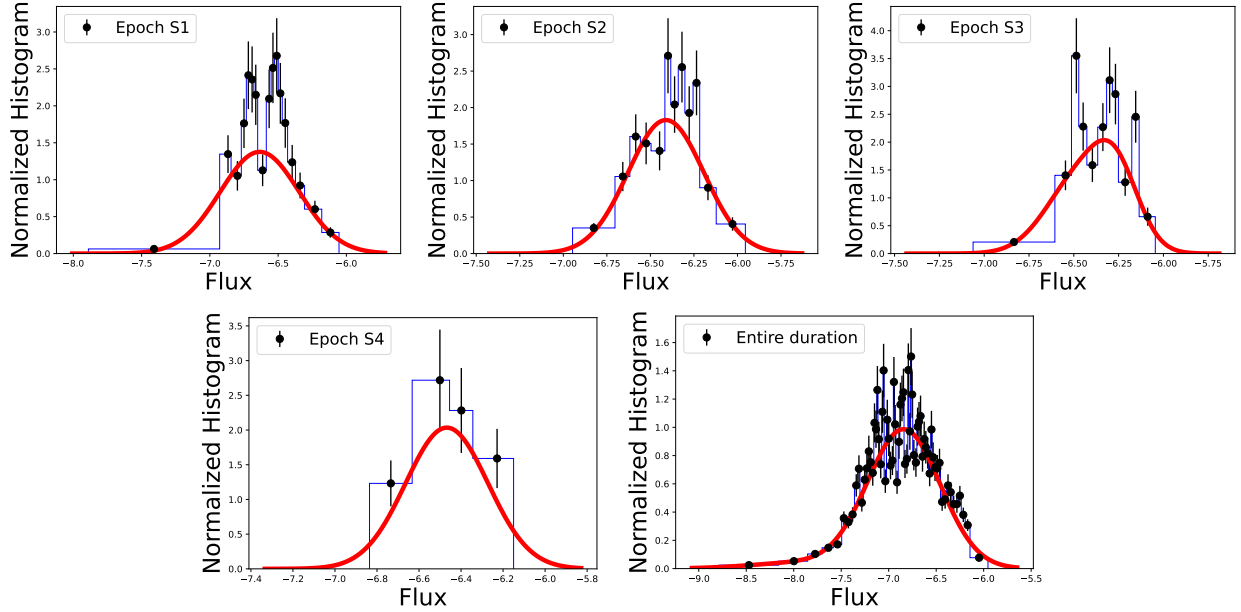 Normalized Histogram
3.0
2.5
2.0
1.5
1.0
0.5
0.0
Epoch S1
−8.0 −7.5 −7.0 −6.5 −6.0
Flux
Normalized Histogram
3.0
2.5
2.0
1.5
1.0
0.5
0.0
Epoch S2
−7.50 −7.25 −7.00 −6.75 −6.50 −6.25 −6.00 −5.75
Flux
Normalized Histogram
4.0
3.5
3.0
2.5
2.0
1.5
1.0
0.5
0.0
Epoch S3
−7.50 −7.25 −7.00 −6.75 −6.50 −6.25 −6.00 −5.75
Flux
Normalized Histogram
3.5
3.0
2.5
2.0
1.5
1.0
0.5
0.0
Epoch S4
−7.4 −7.2 −7.0 −6.8 −6.6 −6.4 −6.2 −6.0 −5.8
Flux
Normalized Histogram
1.6
1.4
1.2
1.0
0.8
0.6
0.4
0.2
0.0
Entire duration
−9.0 −8.5 −8.0 −7.5 −7.0 −6.5 −6.0 −5.5
Flux